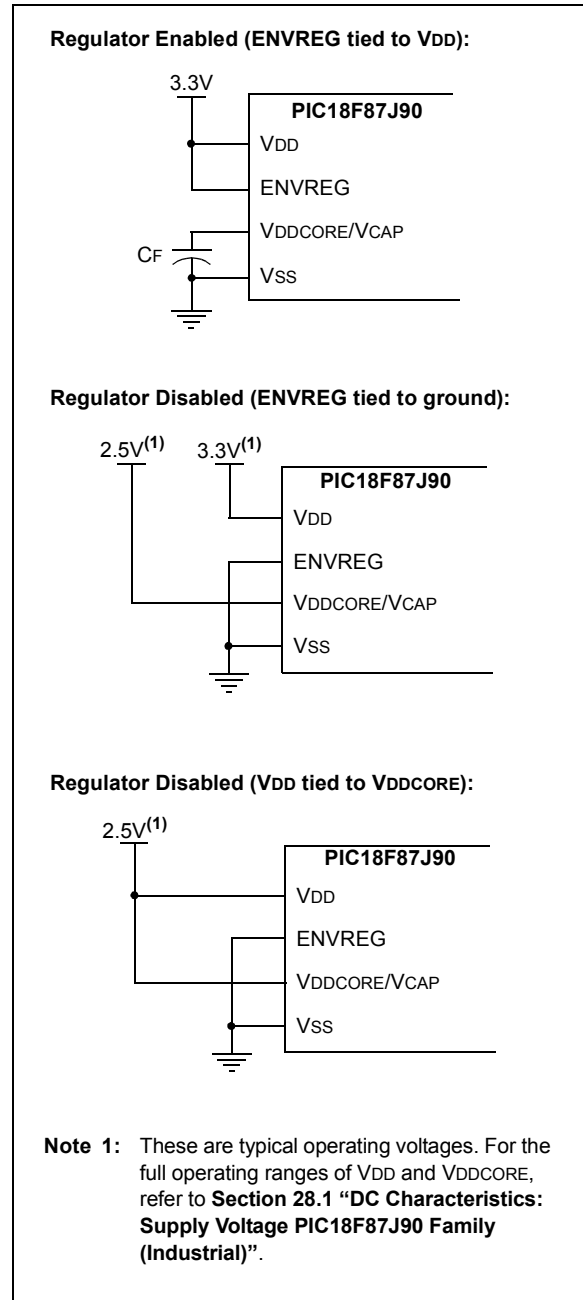 Regulator Enabled (ENVREG tied to VDD):
3.3V
PIC18F87J90
VDD
ENVREG
VDDCORE/VCAP
CF
VSS
Regulator Disabled (ENVREG tied to ground):
2.5V(1) 3.3V(1)
PIC18F87J90
VDD
ENVREG
VDDCORE/VCAP
VSS
Regulator Disabled (VDD tied to VDDCORE):
2.5V(1)
PIC18F87J90
VDD
ENVREG
VDDCORE/VCAP
VSS
Note 1: These are typical operating voltages. For the
full operating ranges of VDD and VDDCORE,
refer to Section 28.1 “DC Characteristics:
Supply Voltage PIC18F87J90 Family
(Industrial)”.